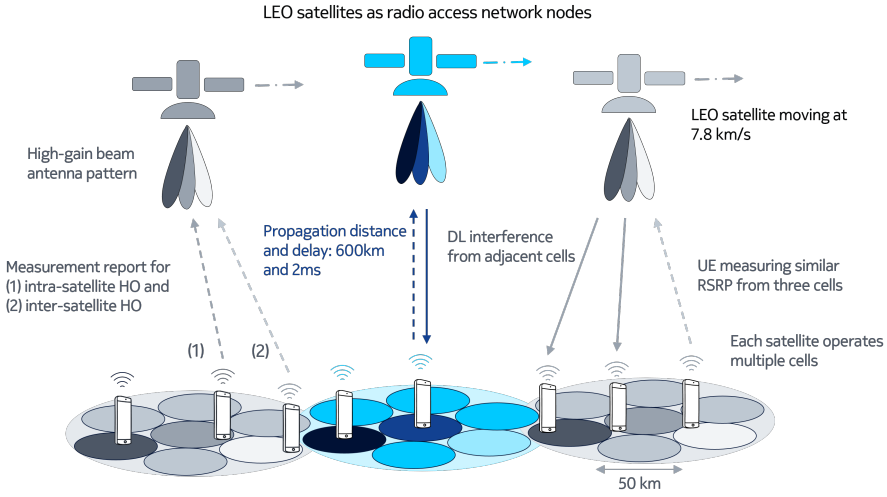 LEO satellites as radio access network nodes
LEO satellite moving at
7.8 km/s
High-gain beam
antenna pattern
Propagation distance
and delay: 600km
and 2ms
DL interference
from adjacent cells
Measurement report for
(1) intra-satellite HO and
(2) inter-satellite HO
UE measuring similar
RSRP from three cells
(1)
(2)
Each satellite operates
multiple cells
50 km